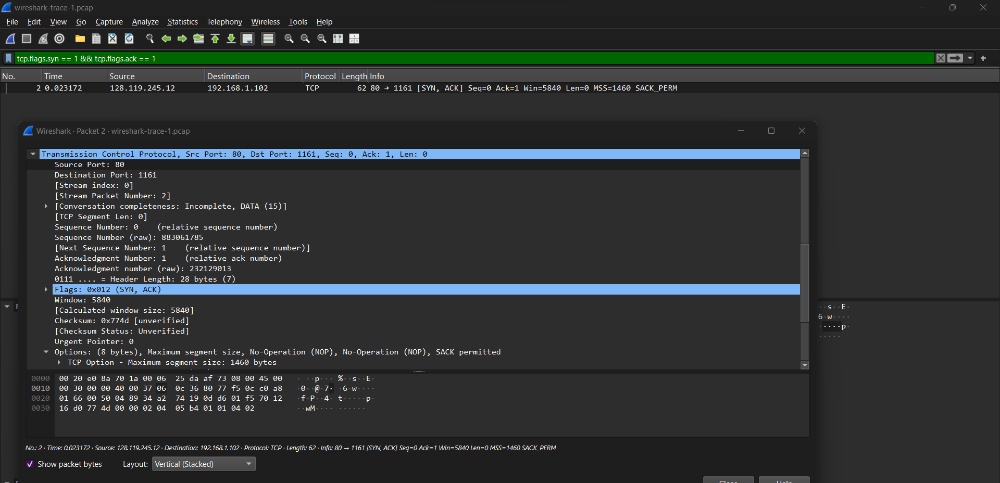 wireshark-trace-1.pcap
File Edit View Go Capture Analyze Statistics Telephony Wireless Tools Help
tcp.flags.syn == 1 && tcp.flags.ack == 1
No. Time Source Destination Protocol Length Info
2 0.023172 128.119.245.12 192.168.1.102 TCP 62 80 → 1161 [SYN, ACK] Seq=0 Ack=1 Win=5840 Len=0 MSS=1460 SACK_PERM
Wireshark · Packet 2 · wireshark-trace-1.pcap
Transmission Control Protocol, Src Port: 80, Dst Port: 1161, Seq: 0, Ack: 1, Len: 0
Source Port: 80
Destination Port: 1161
[Stream index: 0]
[Stream Packet Number: 2]
[Conversation completeness: Incomplete, DATA (15)]
[TCP Segment Len: 0]
Sequence Number: 0 (relative sequence number)
Sequence Number (raw): 883061785
[Next Sequence Number: 1 (relative sequence number)]
Acknowledgment Number: 1 (relative ack number)
Acknowledgment number (raw): 232129013
0111 .... = Header Length: 28 bytes (7)
Flags: 0x012 (SYN, ACK)
Window: 5840
[Calculated window size: 5840]
Checksum: 0x774d [unverified]
[Checksum Status: Unverified]
Urgent Pointer: 0
Options: (8 bytes), Maximum segment size, No-Operation (NOP), No-Operation (NOP), SACK permitted
TCP Option - Maximum segment size: 1460 bytes
··s··E·
6·w····
····p·
·····
0000 00 20 e0 8a 70 1a 00 06 25 da af 73 08 00 45 00 · ··p··· %··s··E·
0010 00 30 00 00 40 00 37 06 0c 36 80 77 f5 0c c0 a8 ·0··@·7· ·6·w····
0020 01 66 00 50 04 89 34 a2 74 19 0d d6 01 f5 70 12 ·f·P··4· t·····p·
0030 16 d0 77 4d 00 00 02 04 05 b4 01 01 04 02 ··wM···· ······
No.: 2 · Time: 0.023172 · Source: 128.119.245.12 · Destination: 192.168.1.102 · Protocol: TCP · Length: 62 · Info: 80 → 1161 [SYN, ACK] Seq=0 Ack=1 Win=5840 Len=0 MSS=1460 SACK_PERM
Show packet bytes Layout: Vertical (Stacked)
Close Help